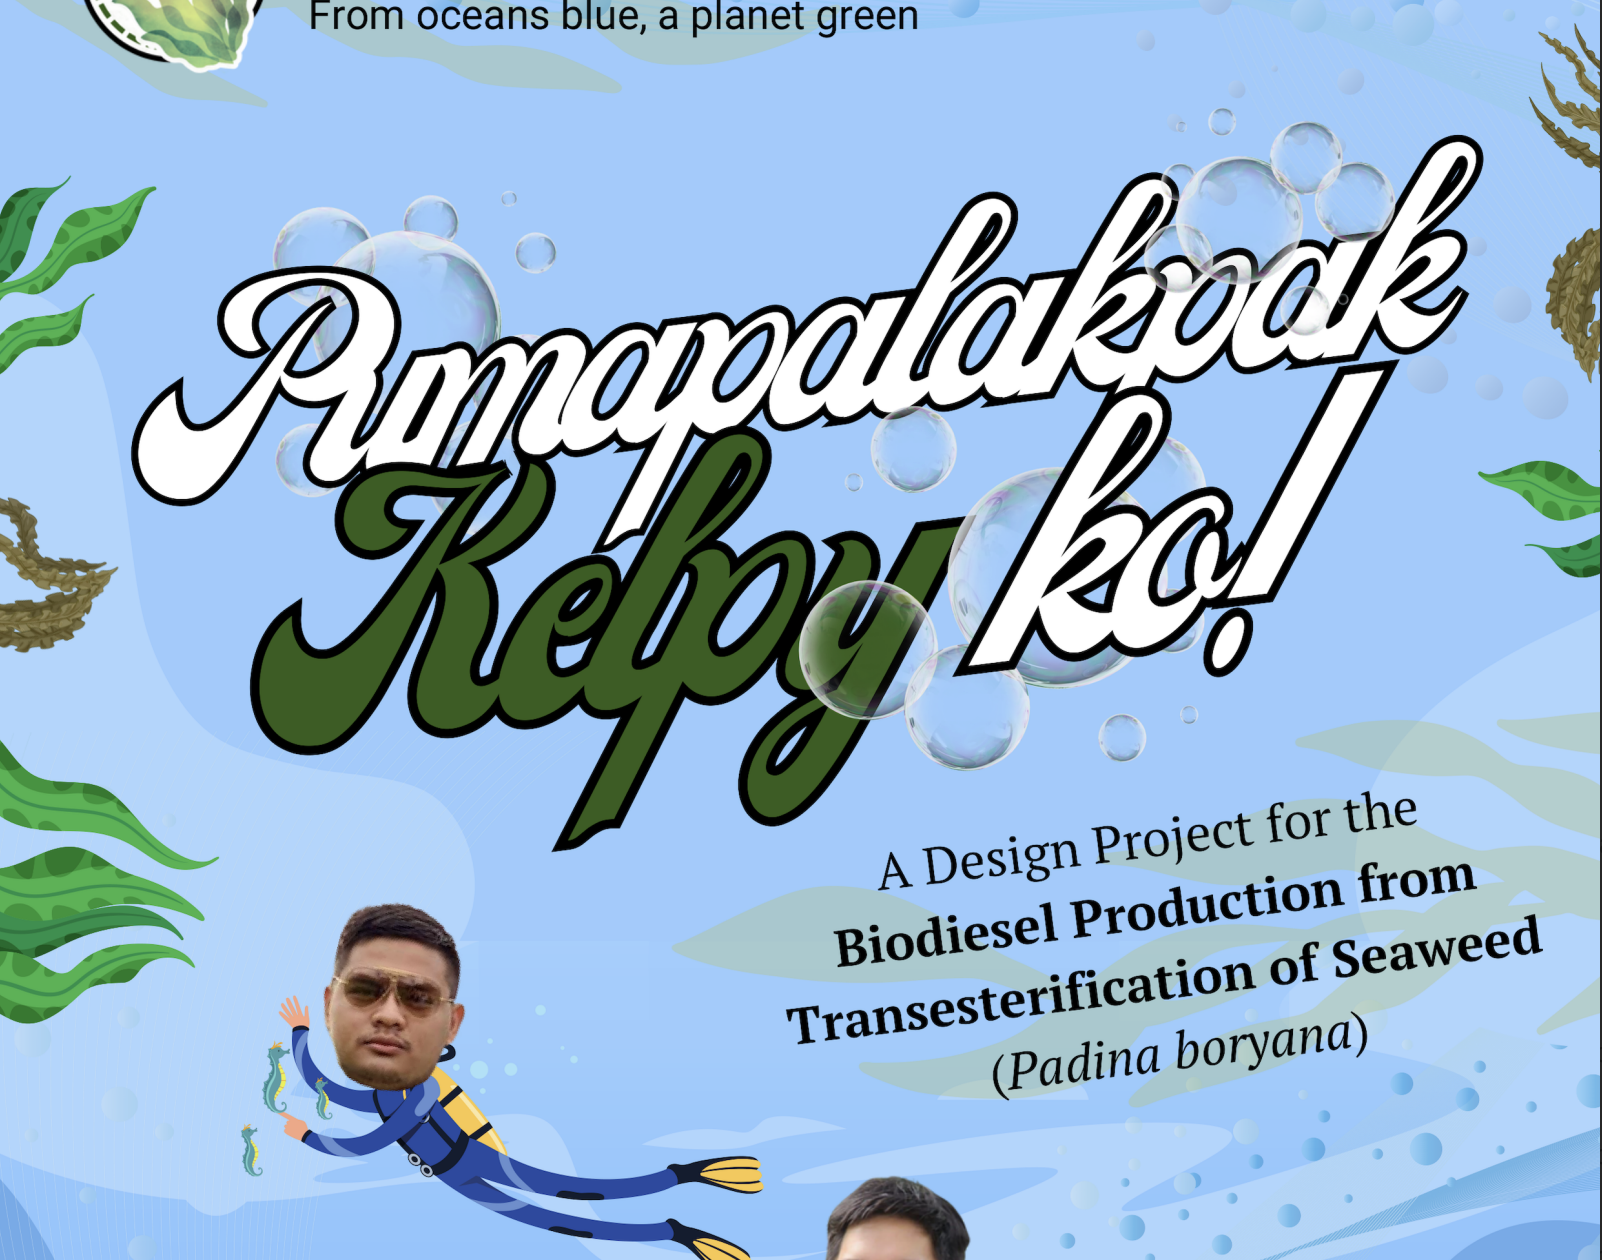 From oceans blue, a planet green
Pumapalakpak
Kelpy ko!
A Design Project for the
Biodiesel Production from
Transesterification of Seaweed
(Padina boryana)